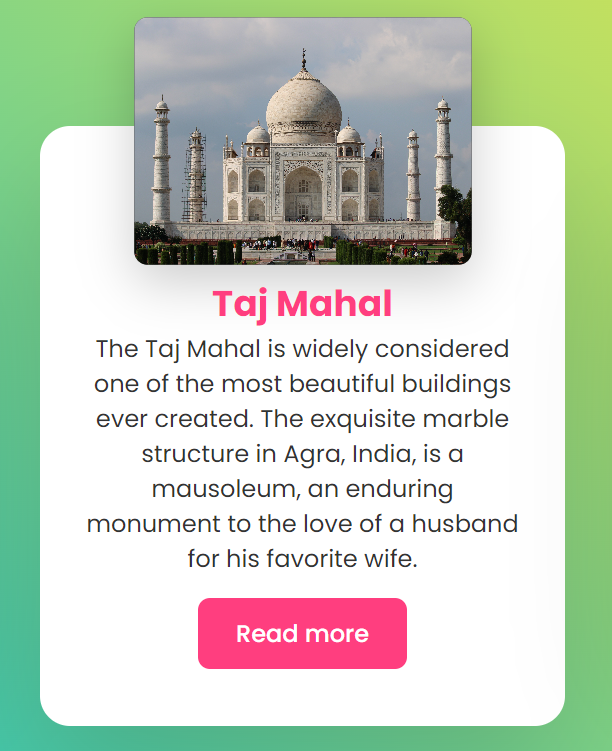 Taj Mahal
The Taj Mahal is widely considered
one of the most beautiful buildings
ever created. The exquisite marble
structure in Agra, India, is a
mausoleum, an enduring
monument to the love of a husband
for his favorite wife.
Read more